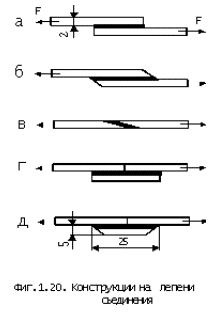 а F F 2
б
в
г
д 5 25
Фиг.1.20. Конструкции на лепени
съединения